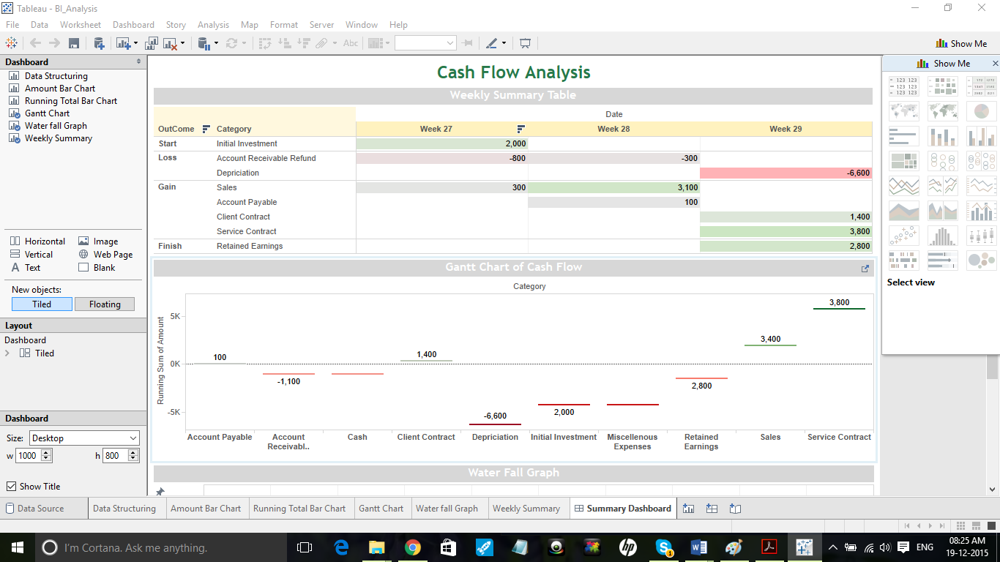 Tableau - BI_Analysis
File Data Worksheet Dashboard Story Analysis Map Format Server Window Help
Abc
Show Me
Dashboard
Data Structuring
Amount Bar Chart
Running Total Bar Chart
Gantt Chart
Water fall Graph
Weekly Summary
Horizontal Image
Vertical Web Page
Text Blank
New objects:
Tiled Floating
Layout
Dashboard
Tiled
Dashboard
Size: Desktop
w 1000 h 800
Show Title
Cash Flow Analysis
Weekly Summary Table
Date
OutCome Category Week 27 Week 28 Week 29
Start Initial Investment 2,000
Loss Account Receivable Refund -800 -300
Depriciation -6,600
Gain Sales 300 3,100
Account Payable 100
Client Contract 1,400
Service Contract 3,800
Finish Retained Earnings 2,800
Gantt Chart of Cash Flow
Category
Running Sum of Amount
5K
0K
-5K
100
-1,100
1,400
-6,600
2,000
2,800
3,400
3,800
Account Payable
Account Receivabl..
Cash
Client Contract
Depriciation
Initial Investment
Miscellenous Expenses
Retained Earnings
Sales
Service Contract
Water Fall Graph
Show Me
Select view
Data Source Data Structuring Amount Bar Chart Running Total Bar Chart Gantt Chart Water fall Graph Weekly Summary Summary Dashboard
I'm Cortana. Ask me anything.
hp
1
ENG
08:25 AM
19-12-2015